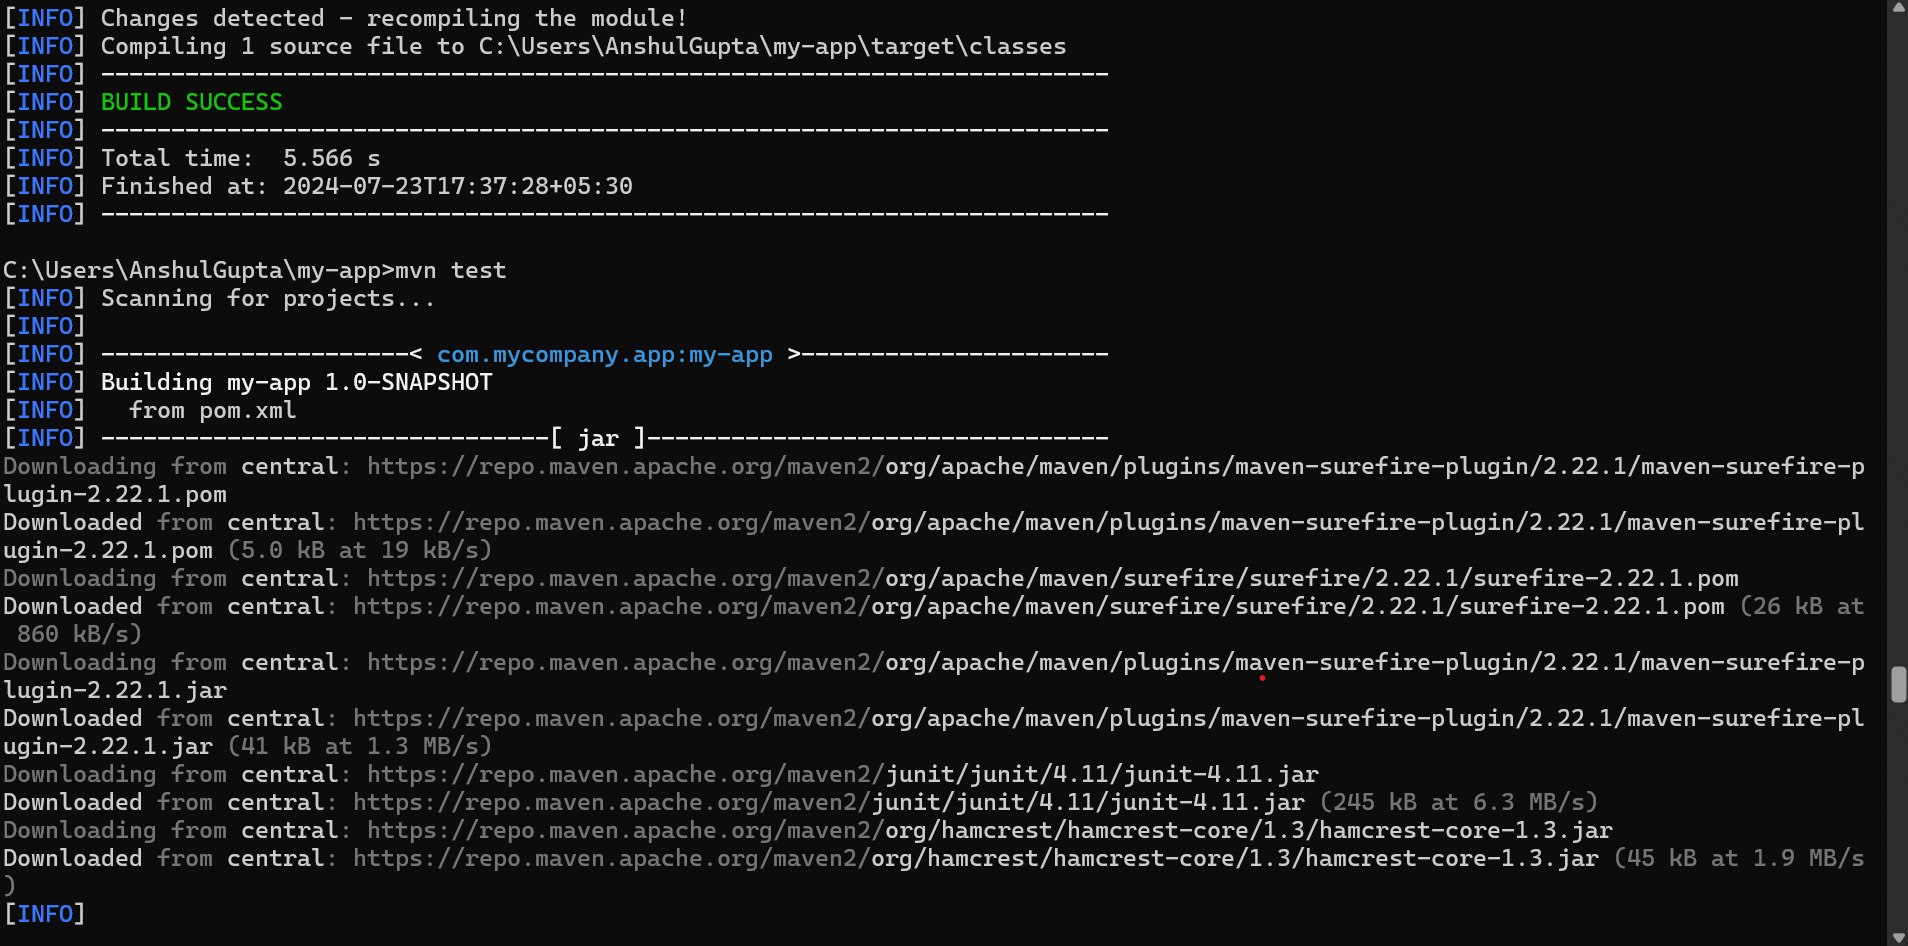 [INFO] Changes detected - recompiling the module!
[INFO] Compiling 1 source file to C:\Users\AnshulGupta\my-app\target\classes
[INFO] ------------------------------------------------------------------------
[INFO] BUILD SUCCESS
[INFO] ------------------------------------------------------------------------
[INFO] Total time:  5.566 s
[INFO] Finished at: 2024-07-23T17:37:28+05:30
[INFO] ------------------------------------------------------------------------
C:\Users\AnshulGupta\my-app>mvn test
[INFO] Scanning for projects...
[INFO]
[INFO] ----------------------< com.mycompany.app:my-app >----------------------
[INFO] Building my-app 1.0-SNAPSHOT
[INFO]   from pom.xml
[INFO] --------------------------------[ jar ]---------------------------------
Downloading from central: https://repo.maven.apache.org/maven2/org/apache/maven/plugins/maven-surefire-plugin/2.22.1/maven-surefire-p
lugin-2.22.1.pom
Downloaded from central: https://repo.maven.apache.org/maven2/org/apache/maven/plugins/maven-surefire-plugin/2.22.1/maven-surefire-pl
ugin-2.22.1.pom (5.0 kB at 19 kB/s)
Downloading from central: https://repo.maven.apache.org/maven2/org/apache/maven/surefire/surefire/2.22.1/surefire-2.22.1.pom
Downloaded from central: https://repo.maven.apache.org/maven2/org/apache/maven/surefire/surefire/2.22.1/surefire-2.22.1.pom (26 kB at
 860 kB/s)
Downloading from central: https://repo.maven.apache.org/maven2/org/apache/maven/plugins/maven-surefire-plugin/2.22.1/maven-surefire-p
lugin-2.22.1.jar
Downloaded from central: https://repo.maven.apache.org/maven2/org/apache/maven/plugins/maven-surefire-plugin/2.22.1/maven-surefire-pl
ugin-2.22.1.jar (41 kB at 1.3 MB/s)
Downloading from central: https://repo.maven.apache.org/maven2/junit/junit/4.11/junit-4.11.jar
Downloaded from central: https://repo.maven.apache.org/maven2/junit/junit/4.11/junit-4.11.jar (245 kB at 6.3 MB/s)
Downloading from central: https://repo.maven.apache.org/maven2/org/hamcrest/hamcrest-core/1.3/hamcrest-core-1.3.jar
Downloaded from central: https://repo.maven.apache.org/maven2/org/hamcrest/hamcrest-core/1.3/hamcrest-core-1.3.jar (45 kB at 1.9 MB/s
)
[INFO]